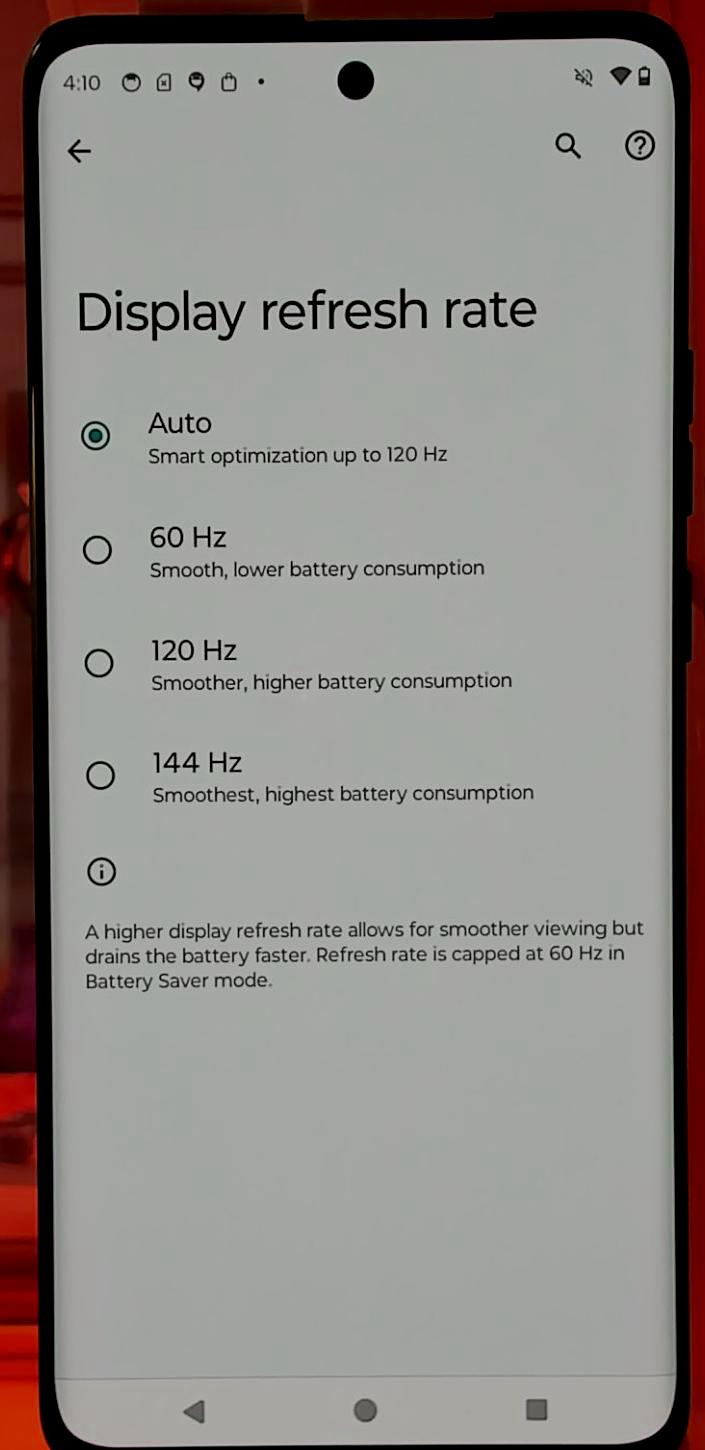 4:10
Display refresh rate
Auto
Smart optimization up to 120 Hz
60 Hz
Smooth, lower battery consumption
120 Hz
Smoother, higher battery consumption
144 Hz
Smoothest, highest battery consumption
A higher display refresh rate allows for smoother viewing but
drains the battery faster. Refresh rate is capped at 60 Hz in
Battery Saver mode.